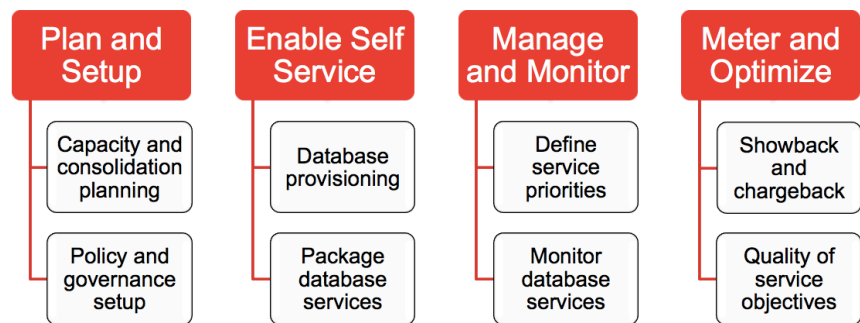 Plan and
Setup
Capacity and
consolidation
planning
Policy and
governance
setup
Enable Self
Service
Database
provisioning
Package
database
services
Manage
and Monitor
Define
service
priorities
Monitor
database
services
Meter and
Optimize
Showback
and
chargeback
Quality of
service
objectives